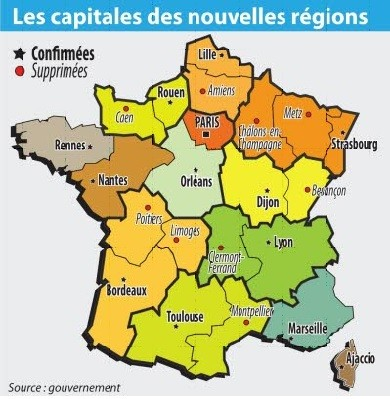 Les capitales des nouvelles régions
★ Confirmées
● Supprimées
Lille
Amiens
Rouen
Caen
PARIS
Metz
Châlons-en-
Champagne
Strasbourg
Rennes
Nantes
Orléans
Dijon
Besançon
Poitiers
Limoges
Clermont-
Ferrand
Lyon
Bordeaux
Toulouse
Montpellier
Marseille
Ajaccio
Source : gouvernement